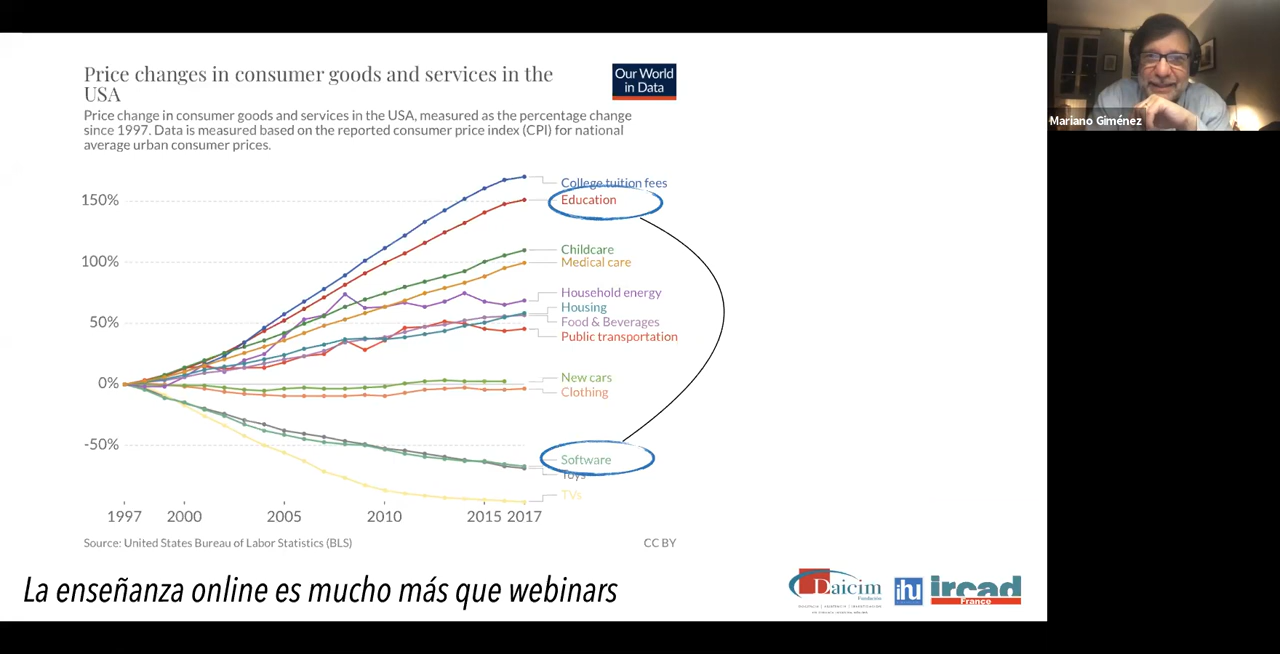 Price changes in consumer goods and services in the
USA
Our World
in Data
Price change in consumer goods and services in the USA, measured as the percentage change
since 1997. Data is measured based on the reported consumer price index (CPI) for national
average urban consumer prices.
Mariano Giménez
150%
100%
50%
0%
-50%
College tuition fees
Education
Childcare
Medical care
Household energy
Housing
Food & Beverages
Public transportation
New cars
Clothing
Software
Toys
TVs
1997
2000
2005
2010
2015
2017
Source: United States Bureau of Labor Statistics (BLS)
CC BY
La enseñanza online es mucho más que webinars
Daicim
Fundación
ihu
ircad
France